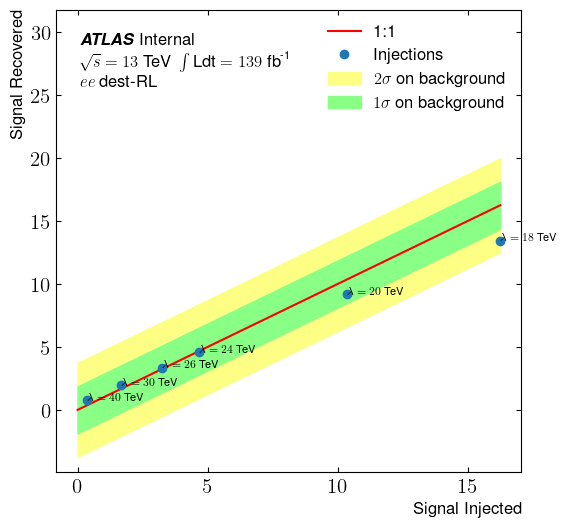 ATLAS Internal
√s = 13 TeV ∫ Ldt = 139 fb⁻¹
ee dest-RL
1:1
Injections
2σ on background
1σ on background
Signal Recovered
30
25
20
15
10
5
0
λ = 18 TeV
λ = 20 TeV
λ = 24 TeV
λ = 26 TeV
λ = 30 TeV
λ = 40 TeV
0 5 10 15
Signal Injected